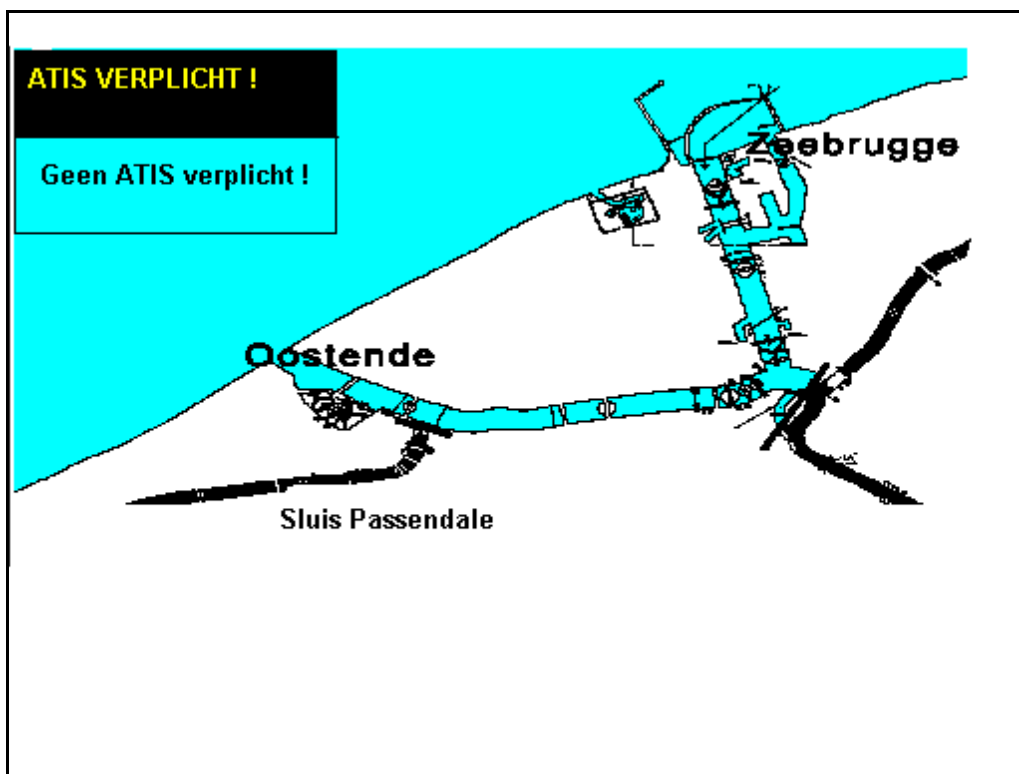 ATIS VERPLICHT !
Geen ATIS verplicht !
Zeebrugge
Oostende
Sluis Passendale